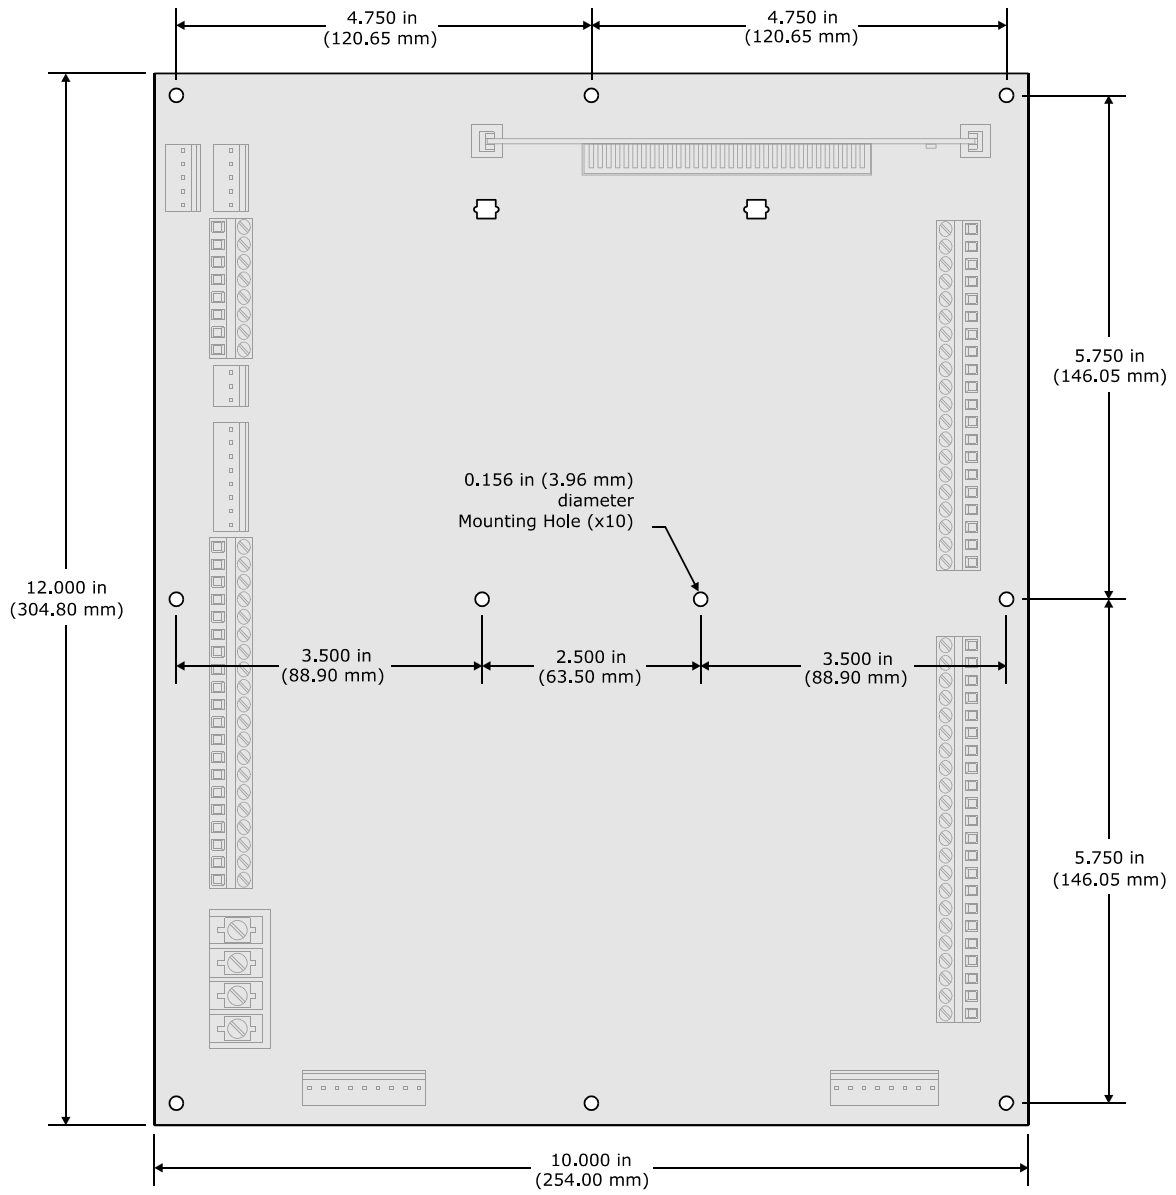 4.750 in
(120.65 mm)
4.750 in
(120.65 mm)
5.750 in
(146.05 mm)
0.156 in (3.96 mm)
diameter
Mounting Hole (x10)
12.000 in
(304.80 mm)
3.500 in
(88.90 mm)
2.500 in
(63.50 mm)
3.500 in
(88.90 mm)
5.750 in
(146.05 mm)
10.000 in
(254.00 mm)